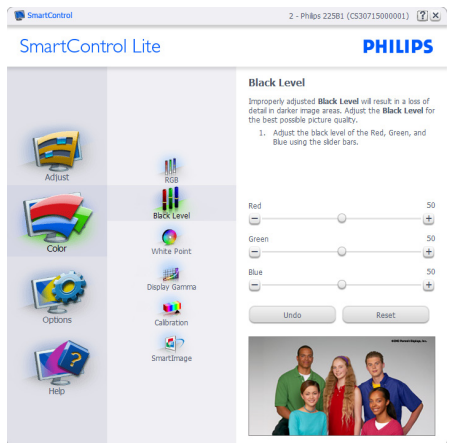 SmartControl
2 - Philips 225B1 (CS30715000001)
?
X
SmartControl Lite
PHILIPS
Adjust
Color
Options
Help
RGB
Black Level
White Point
Display Gamma
Calibration
SmartImage
Black Level
Improperly adjusted Black Level will result in a loss of
detail in darker image areas. Adjust the Black Level for
the best possible picture quality.
1. Adjust the black level of the Red, Green, and
Blue using the slider bars.
Red 50
Green 50
Blue 50
Undo Reset